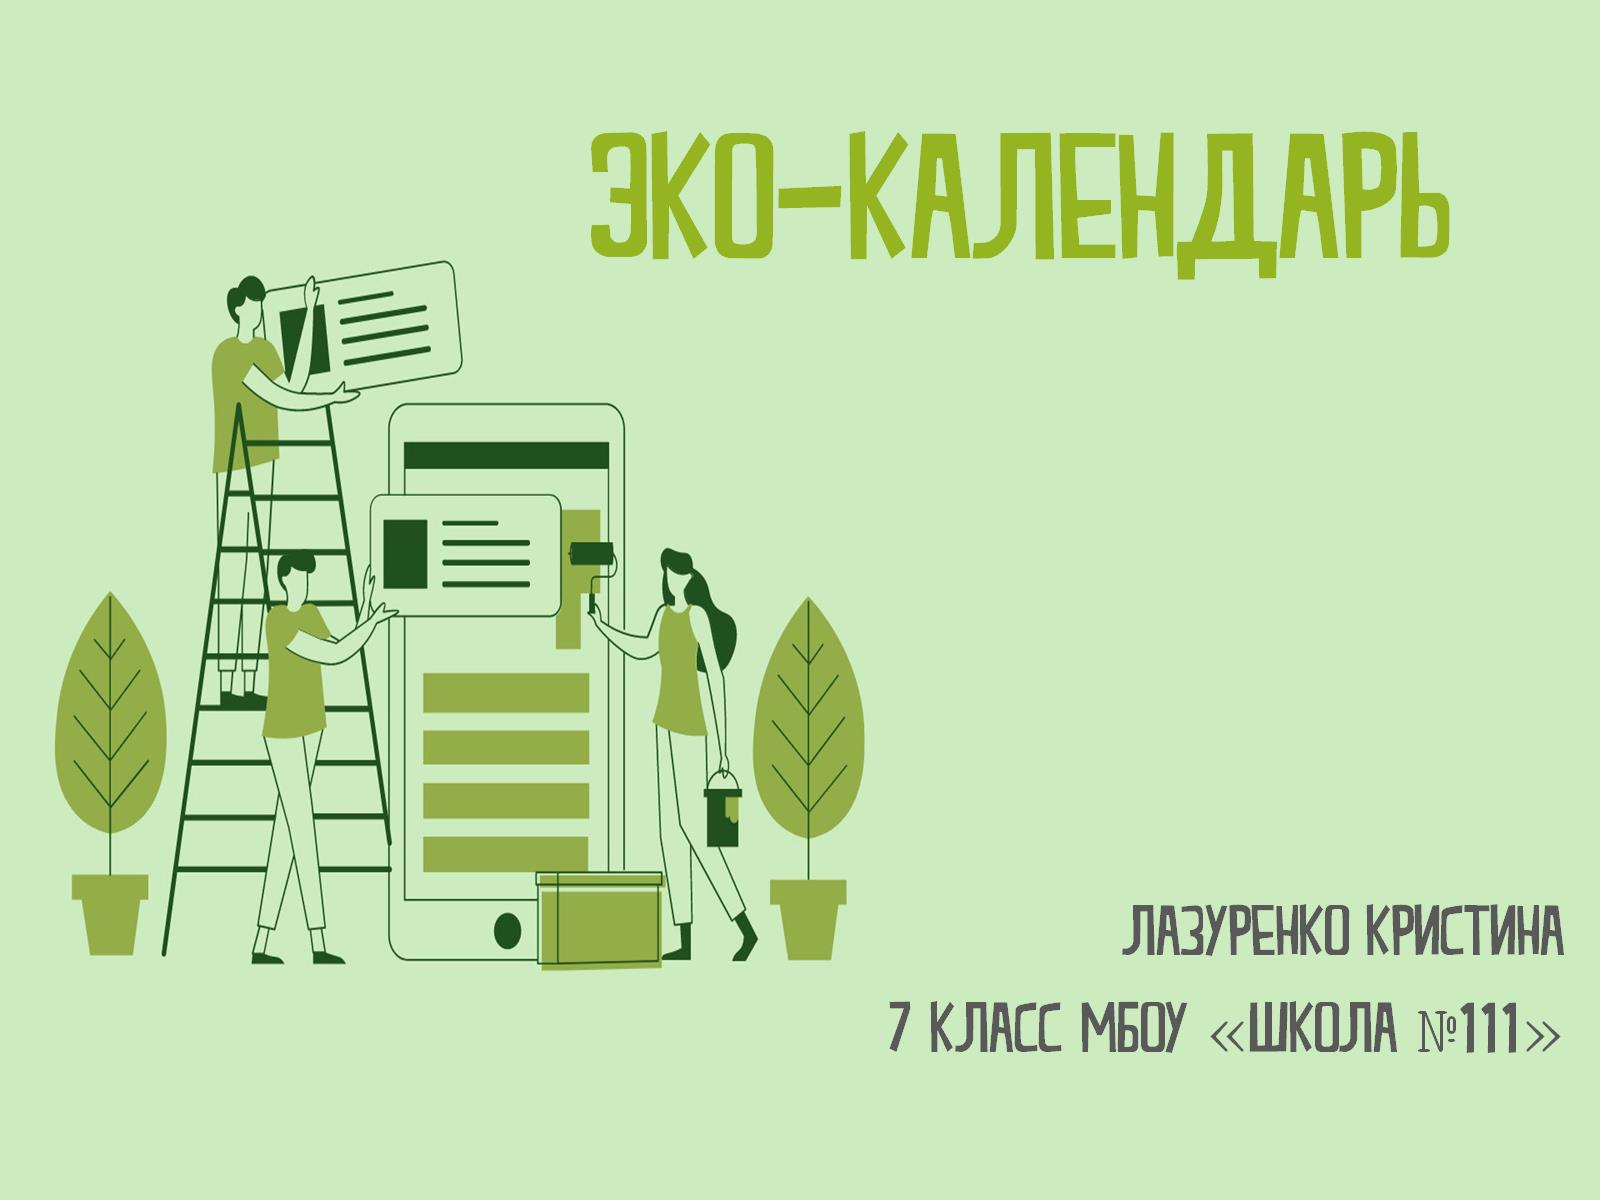 ЭКО-КАЛЕНДАРЬ
ЛАЗУРЕНКО КРИСТИНА
7 КЛАСС МБОУ «ШКОЛА №111»